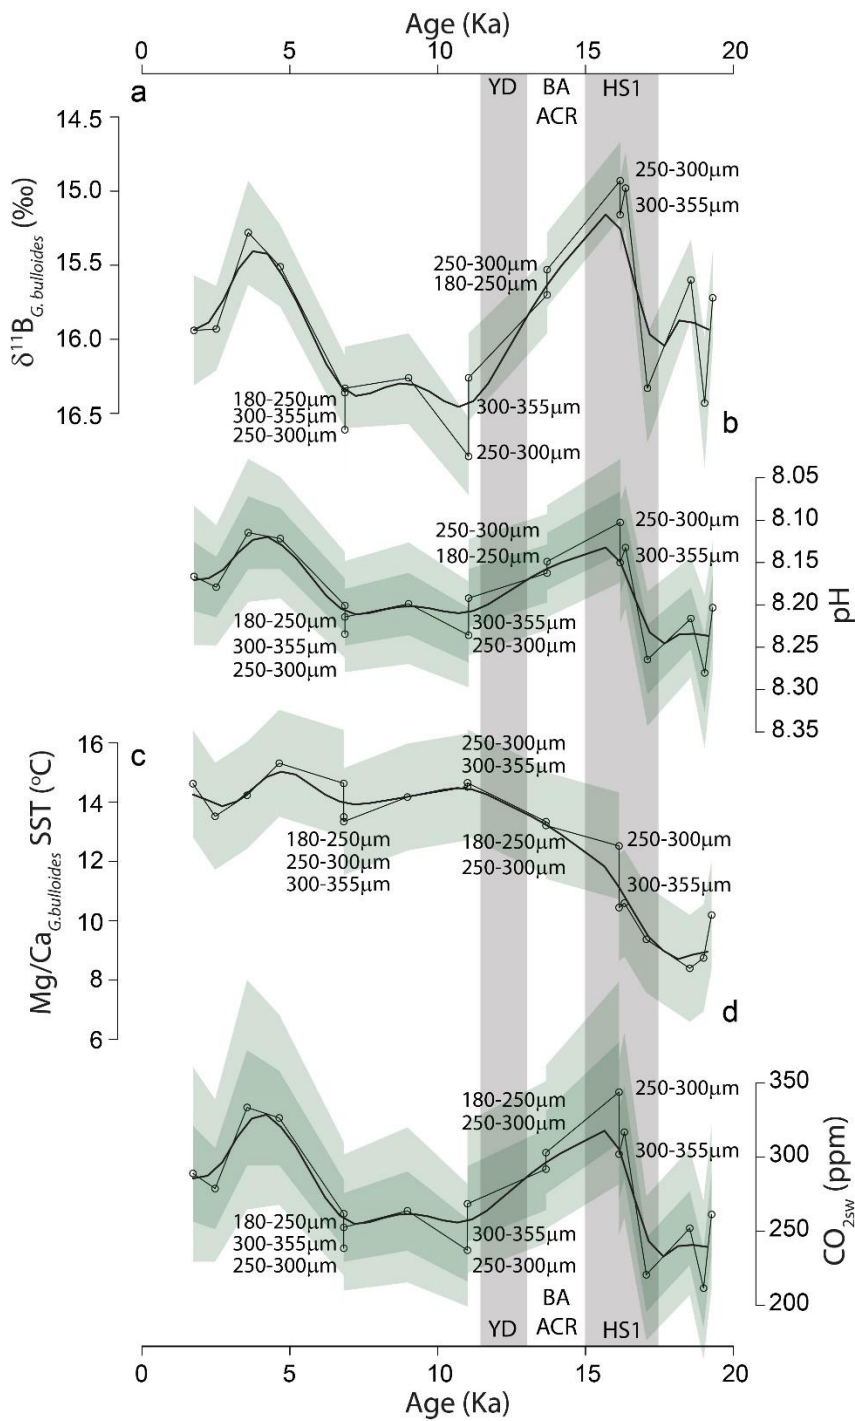 Age (Ka)
0 5 10 15 20
a
YD
BA
ACR
HS1
14.5
15.0
15.5
16.0
16.5
δ¹¹B G. bulloides (‰)
250-300µm
300-355µm
250-300µm
180-250µm
180-250µm
300-355µm
250-300µm
300-355µm
250-300µm
b
8.05
8.10
8.15
8.20
8.25
8.30
8.35
pH
250-300µm
180-250µm
250-300µm
300-355µm
180-250µm
300-355µm
250-300µm
300-355µm
250-300µm
c
16
14
12
10
8
6
Mg/Ca G.bulloides SST (°C)
250-300µm
300-355µm
180-250µm
250-300µm
300-355µm
180-250µm
250-300µm
250-300µm
300-355µm
d
350
300
250
200
CO2sw (ppm)
180-250µm
250-300µm
250-300µm
300-355µm
180-250µm
300-355µm
250-300µm
300-355µm
250-300µm
YD
BA
ACR
HS1
0 5 10 15 20
Age (Ka)